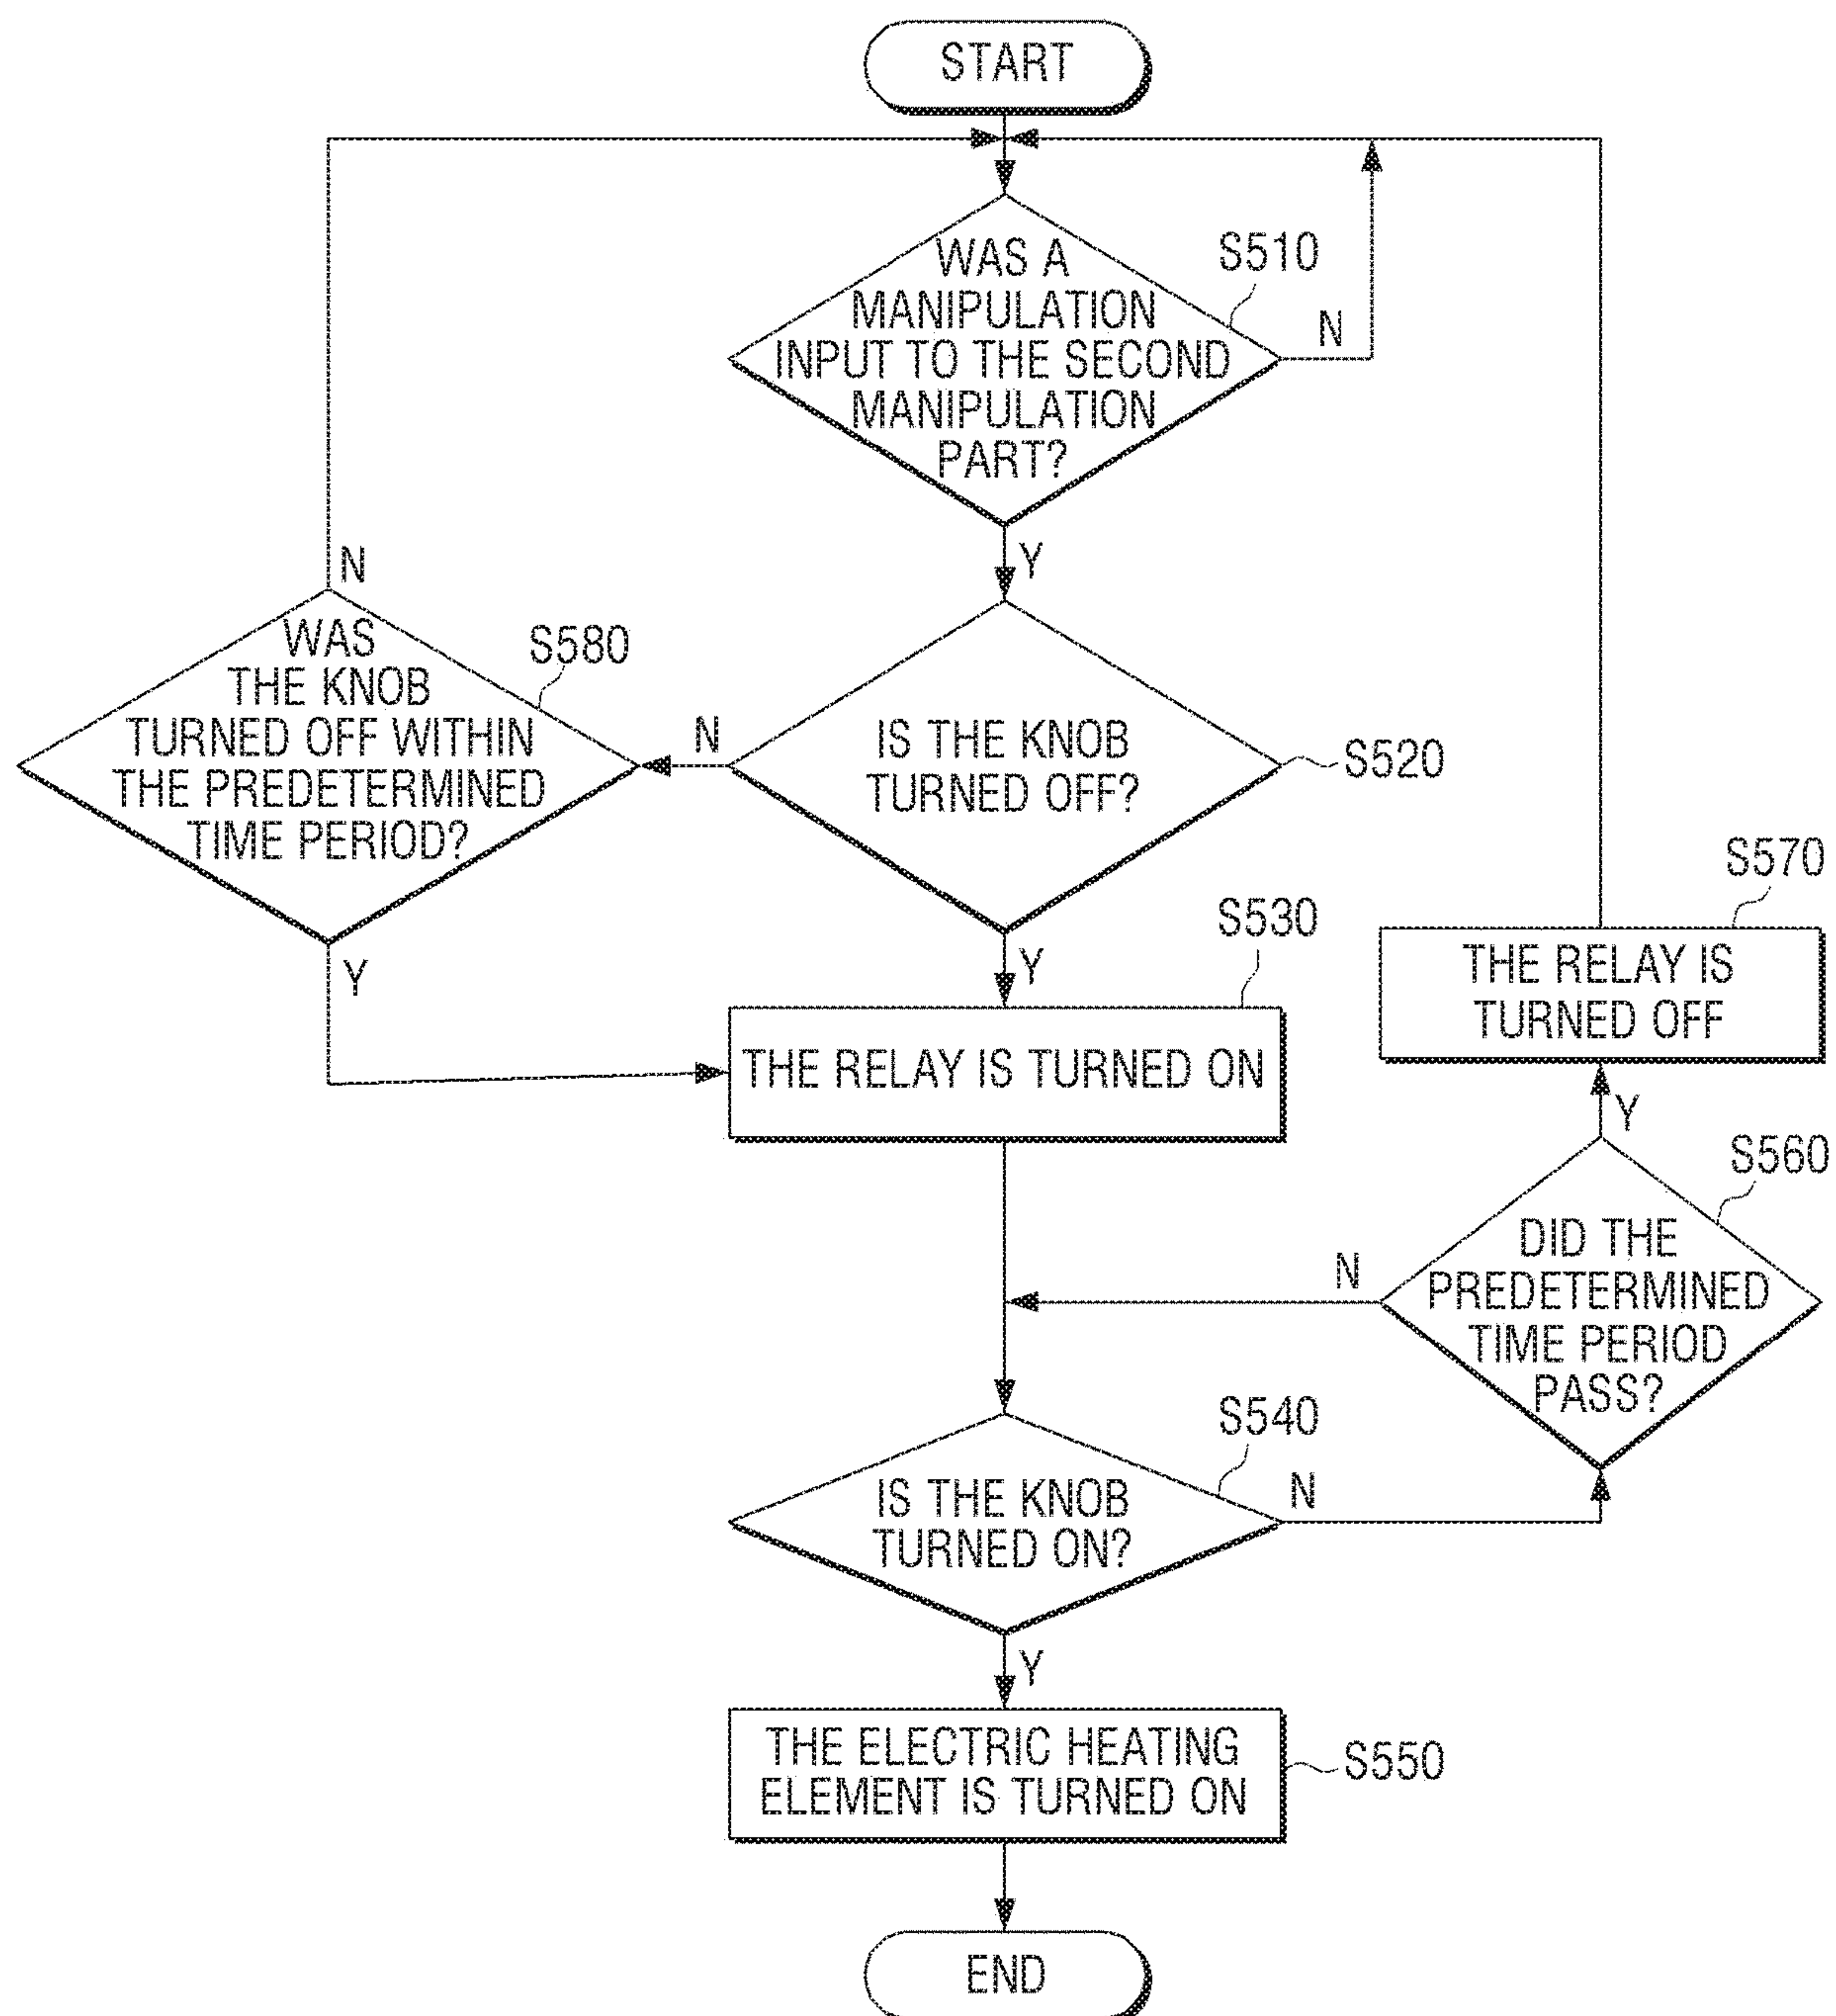 START
WAS A
MANIPULATION
INPUT TO THE SECOND
MANIPULATION
PART?
S510
N
Y
IS THE KNOB
TURNED OFF?
S520
N
WAS
THE KNOB
TURNED OFF WITHIN
THE PREDETERMINED
TIME PERIOD?
S580
N
Y
Y
THE RELAY IS TURNED ON
S530
THE RELAY IS
TURNED OFF
S570
Y
DID THE
PREDETERMINED
TIME PERIOD
PASS?
S560
N
IS THE KNOB
TURNED ON?
S540
N
Y
THE ELECTRIC HEATING
ELEMENT IS TURNED ON
S550
END